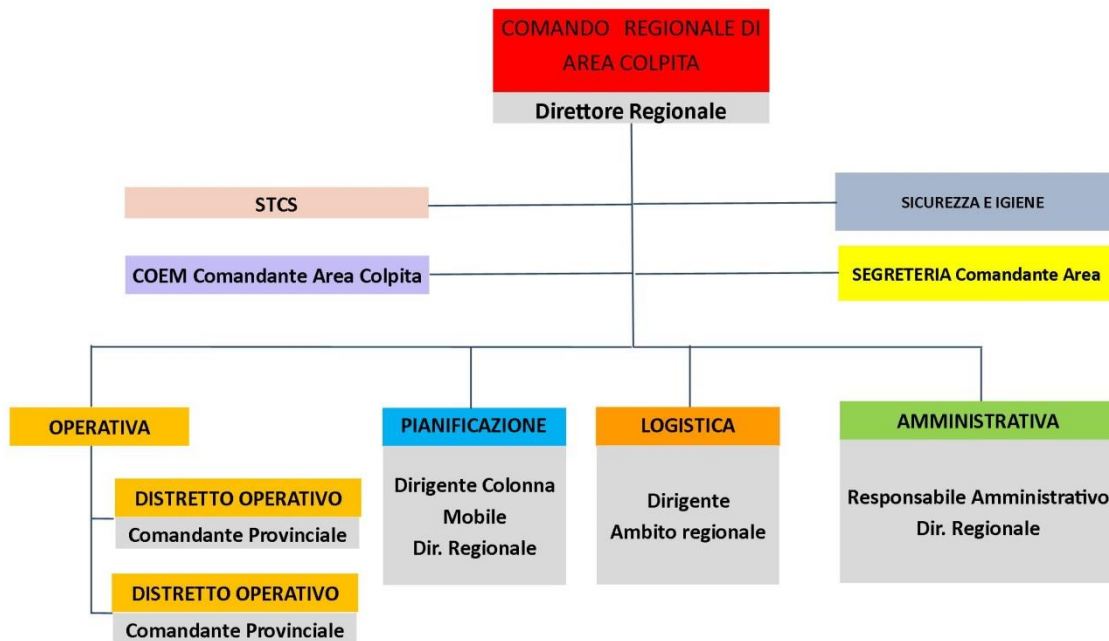 COMANDO REGIONALE DI
AREA COLPITA
Direttore Regionale
STCS
SICUREZZA E IGIENE
COEM Comandante Area Colpita
SEGRETERIA Comandante Area
OPERATIVA
DISTRETTO OPERATIVO
Comandante Provinciale
DISTRETTO OPERATIVO
Comandante Provinciale
PIANIFICAZIONE
Dirigente Colonna
Mobile
Dir. Regionale
LOGISTICA
Dirigente
Ambito regionale
AMMINISTRATIVA
Responsabile Amministrativo
Dir. Regionale